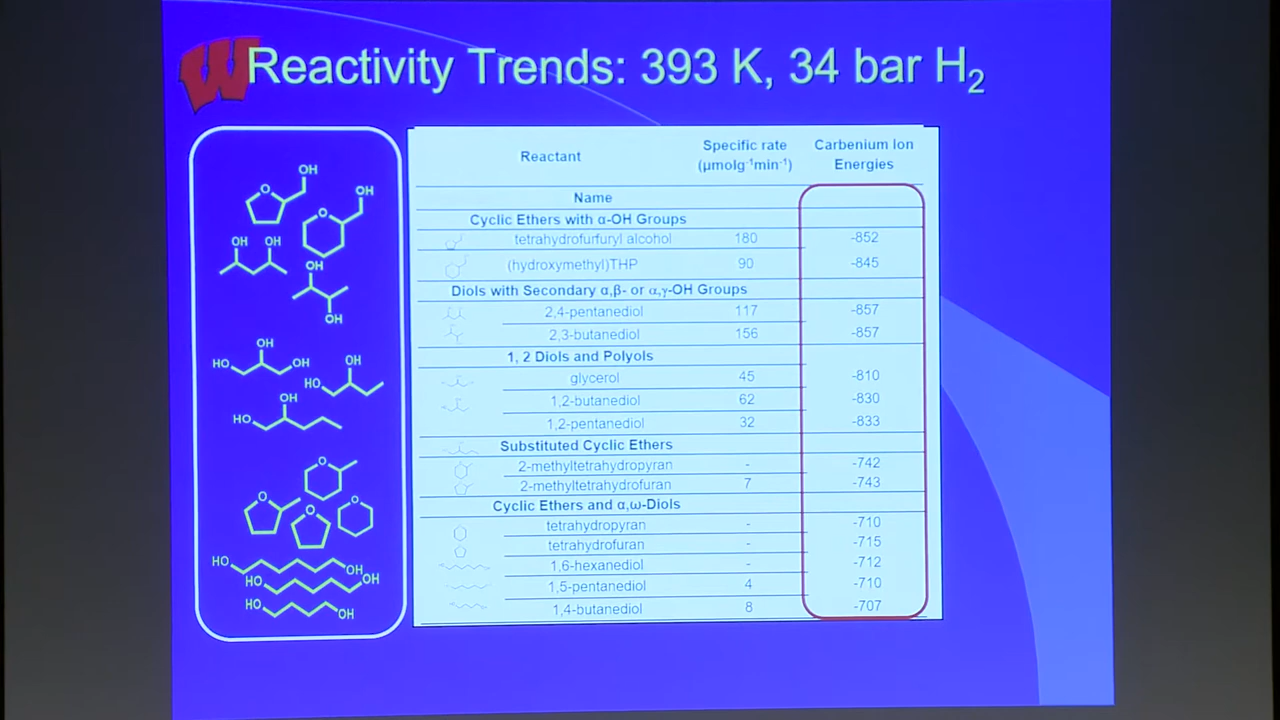 W
Reactivity Trends: 393 K, 34 bar H2
OH
O
OH
O
OH
OH
OH
OH
OH
HO
OH
OH
HO
OH
HO
O
O
O
O
HO
OH
HO
OH
HO
OH
Reactant Specific rate (µmolg-1min-1) Carbenium Ion Energies
Name
Cyclic Ethers with α-OH Groups
tetrahydrofurfuryl alcohol 180 -852
(hydroxymethyl)THP 90 -845
Diols with Secondary α,β- or α,γ-OH Groups
2,4-pentanediol 117 -857
2,3-butanediol 156 -857
1, 2 Diols and Polyols
glycerol 45 -810
1,2-butanediol 62 -830
1,2-pentanediol 32 -833
Substituted Cyclic Ethers
2-methyltetrahydropyran - -742
2-methyltetrahydrofuran 7 -743
Cyclic Ethers and α,ω-Diols
tetrahydropyran - -710
tetrahydrofuran - -715
1,6-hexanediol - -712
1,5-pentanediol 4 -710
1,4-butanediol 8 -707